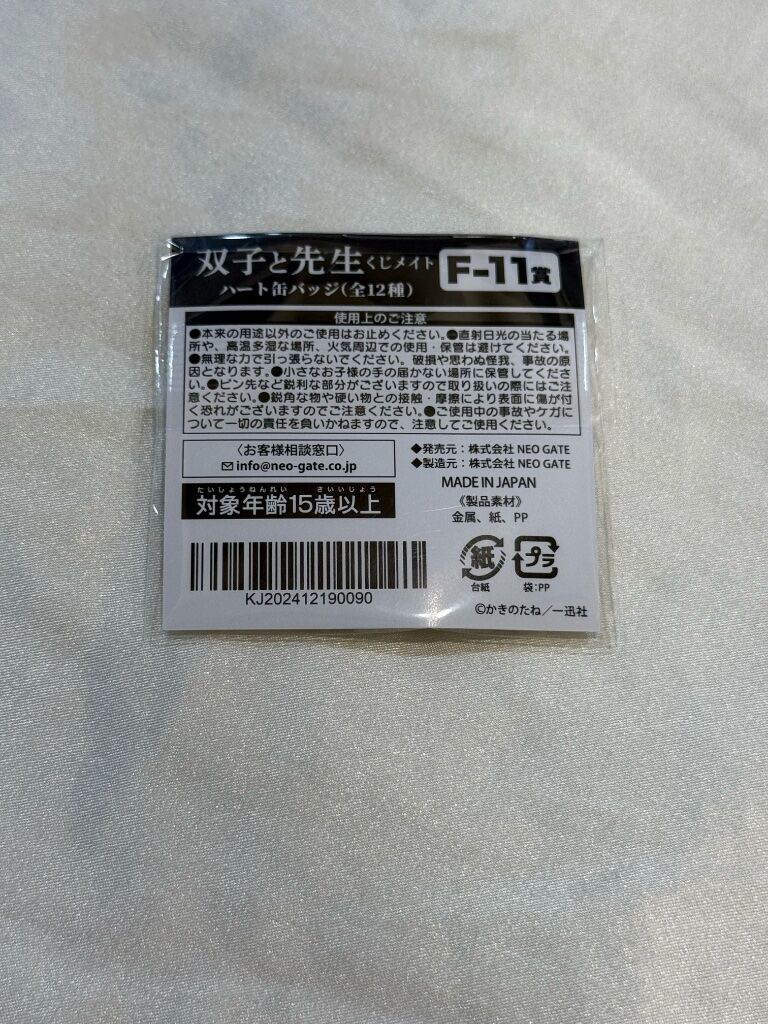 双子と先生くじメイト F-11賞
ハート缶バッジ(全12種)
使用上のご注意
●本来の用途以外のご使用はお止めください。●直射日光の当たる場
所や、高温多湿な場所、火気周辺での使用・保管は避けてください。
●無理な力で引っ張らないでください。破損や思わぬ怪我、事故の原
因となります。●小さなお子様の手の届かない場所に保管してくださ
い。●ピン先など鋭利な部分がございますので取り扱いの際にはご注
意ください。●鋭角な物や硬い物との接触・摩擦により表面に傷が付
く恐れがございますのでご注意ください。●ご使用中の事故やケガに
ついて一切の責任を負いかねますので、注意してご使用ください。
〈お客様相談窓口〉
info@neo-gate.co.jp
◆発売元：株式会社 NEO GATE
◆製造元：株式会社 NEO GATE
MADE IN JAPAN
《製品素材》
金属、紙、PP
たいしょうねんれい さいいじょう
対象年齢15歳以上
KJ202412190090
紙 プラ
台紙 袋:PP
©かきのたね／一迅社